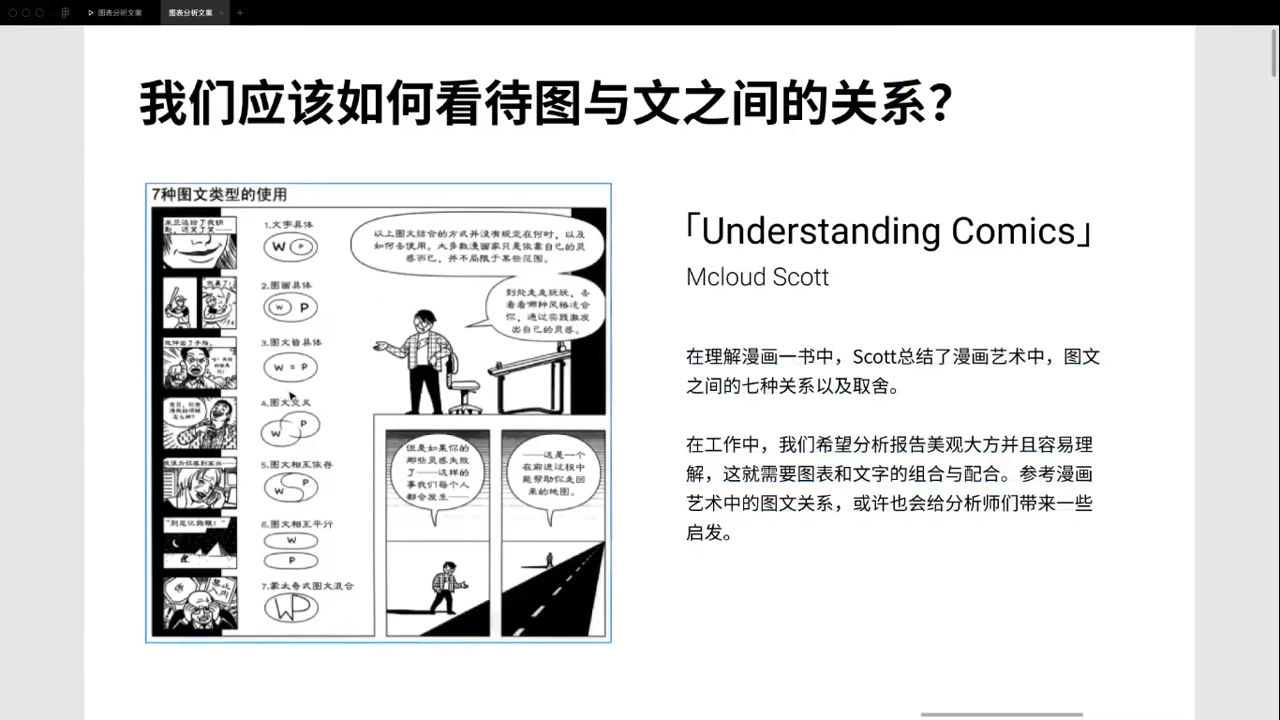 图表分析文案
图表分析文案
我们应该如何看待图与文之间的关系？
7种图文类型的使用
1.文字具体
W P
2.图画具体
W P
3.图文皆具体
W = P
4.图文交叉
W P
5.图文相互依存
W P
6.图文相互平行
W
P
7.蒙太奇式图文混合
WP
"别忘记狗粮！"
禁止
入内
以上图文结合的方式并没有规定在何时，以及
如何去使用。大多数漫画家只是依靠自己的灵
感而已，并不局限于某些范围。
到处走走玩玩，去
看看哪种风格适合
你，通过实践激发
出自己的灵感。
但是如果你的
那些灵感失败
了——这样的
事我们每个人
都会发生——
——这是一个
在前进过程中
能帮助你走回
来的地图。
「Understanding Comics」
Mcloud Scott
在理解漫画一书中，Scott总结了漫画艺术中，图文
之间的七种关系以及取舍。
在工作中，我们希望分析报告美观大方并且容易理
解，这就需要图表和文字的组合与配合。参考漫画
艺术中的图文关系，或许也会给分析师们带来一些
启发。